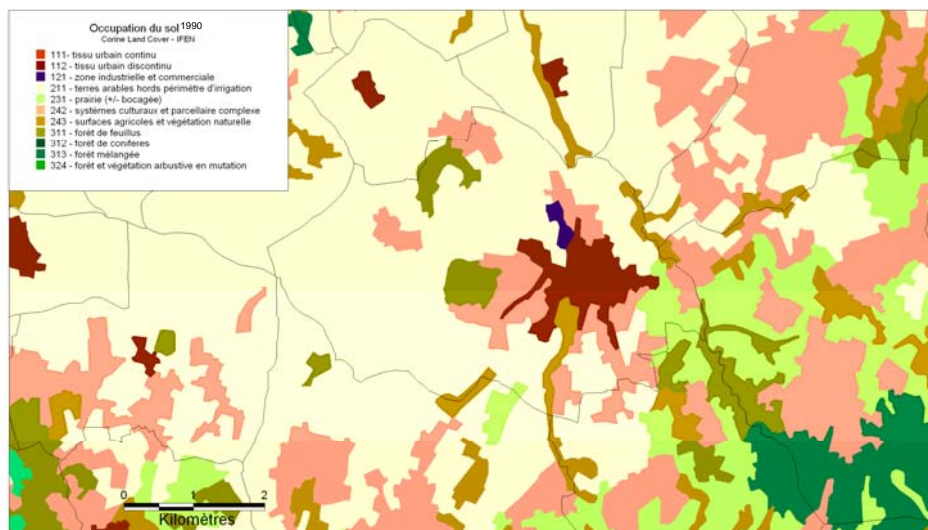 Occupation du sol 1990
Corine Land Cover - IFEN
111- tissu urbain continu
112 - tissu urbain discontinu
121 - zone industrielle et commerciale
211 - terres arables hords périmètre d'irrigation
231 - prairie (+/- bocagée)
242 - systèmes culturaux et parcellaire complexe
243 - surfaces agricoles et végétation naturelle
311 - forêt de feuillus
312 - forêt de conifères
313 - forêt mélangée
324 - forêt et végétation arbustive en mutation
0 1 2
Kilomètres